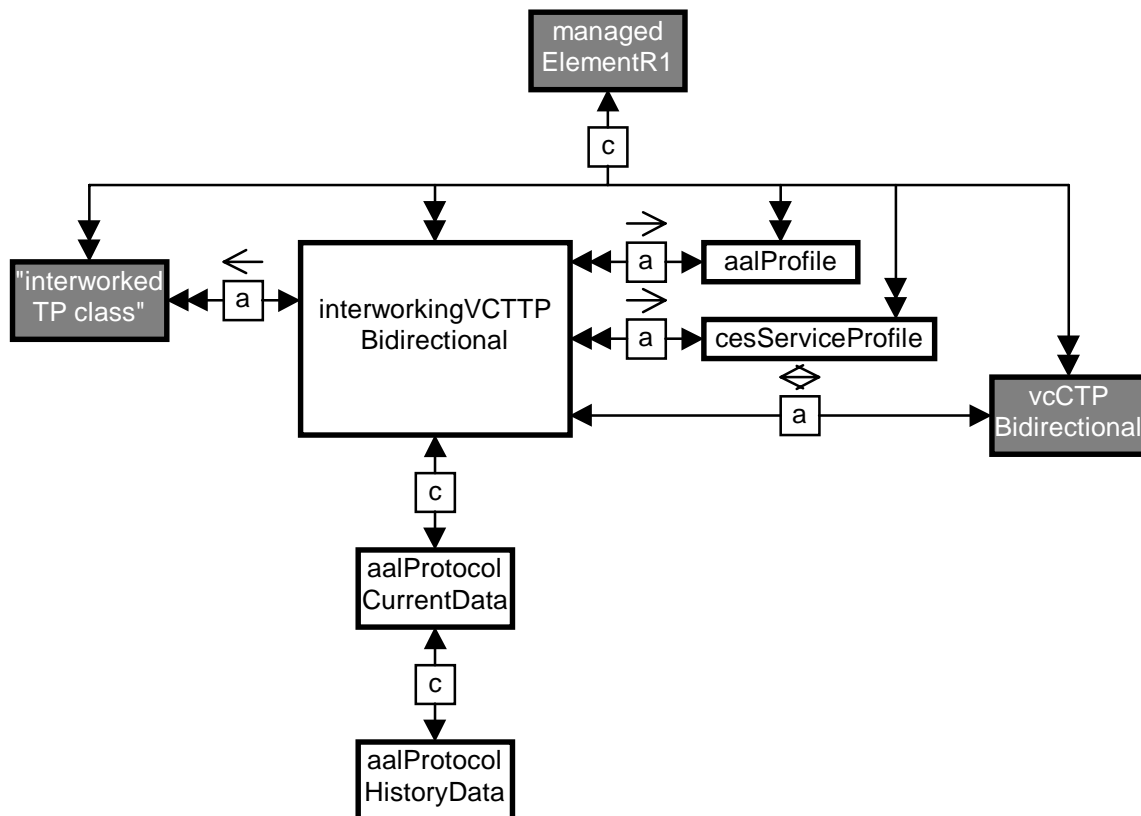 managed
ElementR1
c
"interworked
TP class"
a
interworkingVCTTP
Bidirectional
a
aalProfile
a
cesServiceProfile
a
vcCTP
Bidirectional
c
aalProtocol
CurrentData
c
aalProtocol
HistoryData